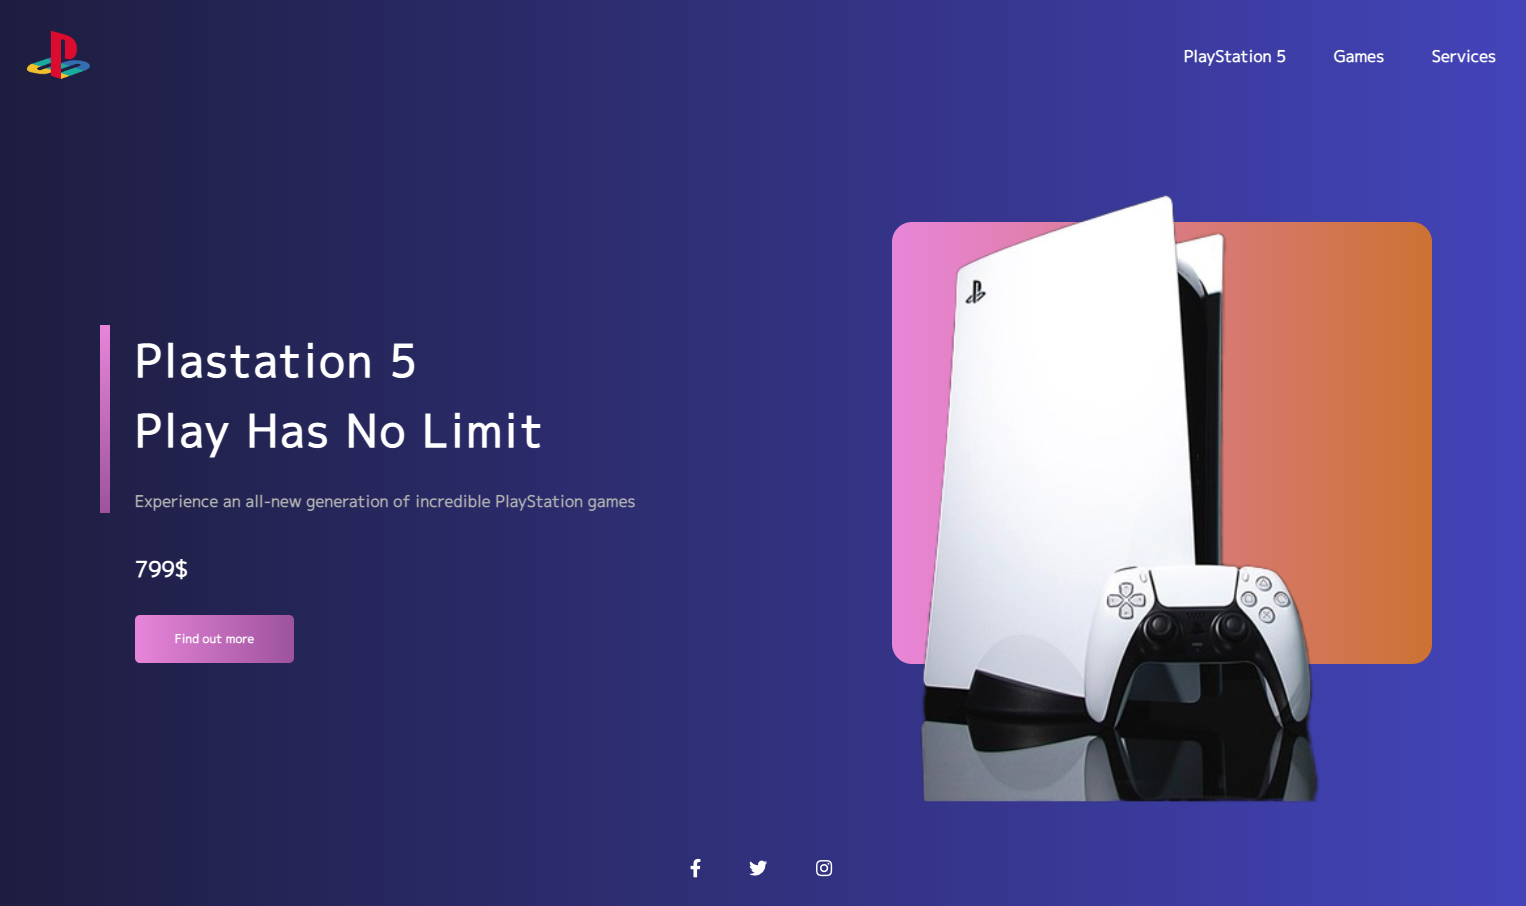 PlayStation 5 Games Services
Plastation 5
Play Has No Limit
Experience an all-new generation of incredible PlayStation games
799$
Find out more